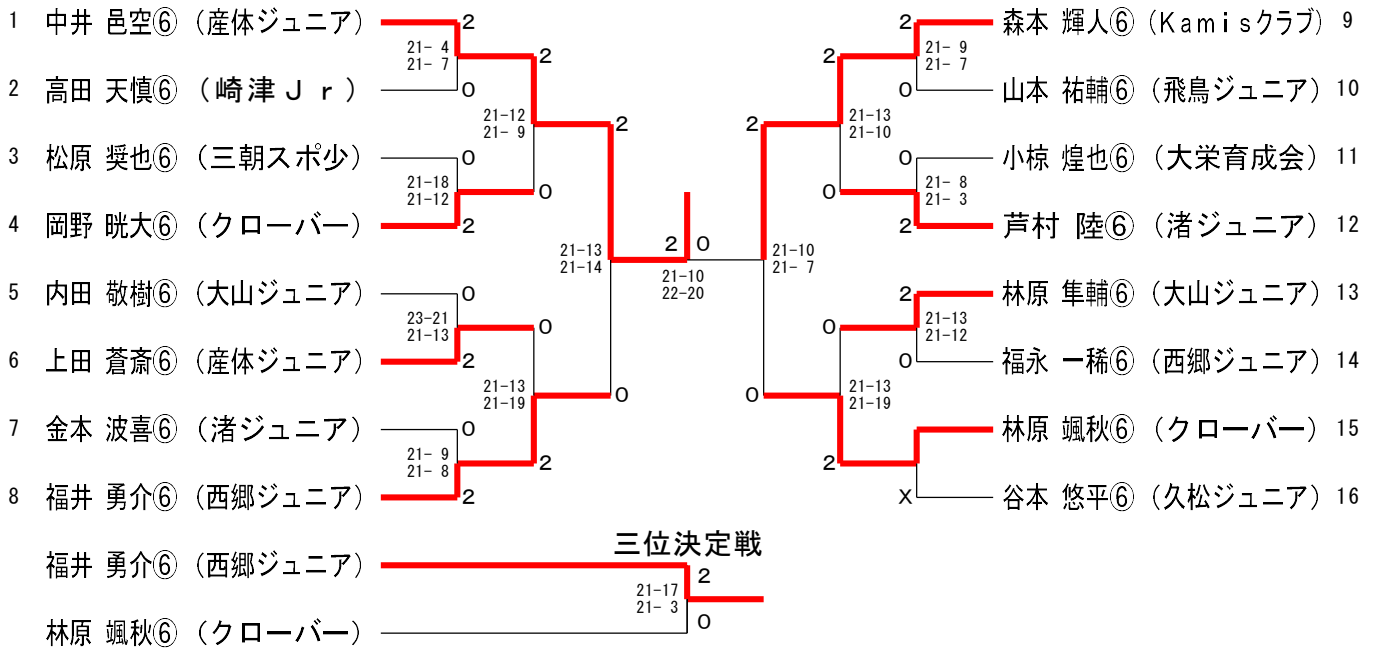 1 中井 邑空⑥ (産体ジュニア) 2
21- 4
21- 7
2
2 高田 天慎⑥ (崎津Jr) 0
21-12
21- 9
2
3 松原 奨也⑥ (三朝スポ少) 0
21-18
21-12
0
4 岡野 晄大⑥ (クローバー) 2
21-13
21-14
5 内田 敬樹⑥ (大山ジュニア) 0
23-21
21-13
0
6 上田 蒼斎⑥ (産体ジュニア) 2
21-13
21-19
0
7 金本 波喜⑥ (渚ジュニア) 0
21- 9
21- 8
2
8 福井 勇介⑥ (西郷ジュニア) 2
2 0
21-10
22-20
2 森本 輝人⑥ (Kamisクラブ) 9
2
21- 9
21- 7
0 山本 祐輔⑥ (飛鳥ジュニア) 10
2
21-13
21-10
0 小椋 煌也⑥ (大栄育成会) 11
0
21- 8
21- 3
2 芦村 陸⑥ (渚ジュニア) 12
21-10
21- 7
2 林原 隼輔⑥ (大山ジュニア) 13
0
21-13
21-12
0 福永 一稀⑥ (西郷ジュニア) 14
0
21-13
21-19
林原 颯秋⑥ (クローバー) 15
2
X 谷本 悠平⑥ (久松ジュニア) 16
三位決定戦
福井 勇介⑥ (西郷ジュニア) 2
21-17
21- 3
林原 颯秋⑥ (クローバー) 0